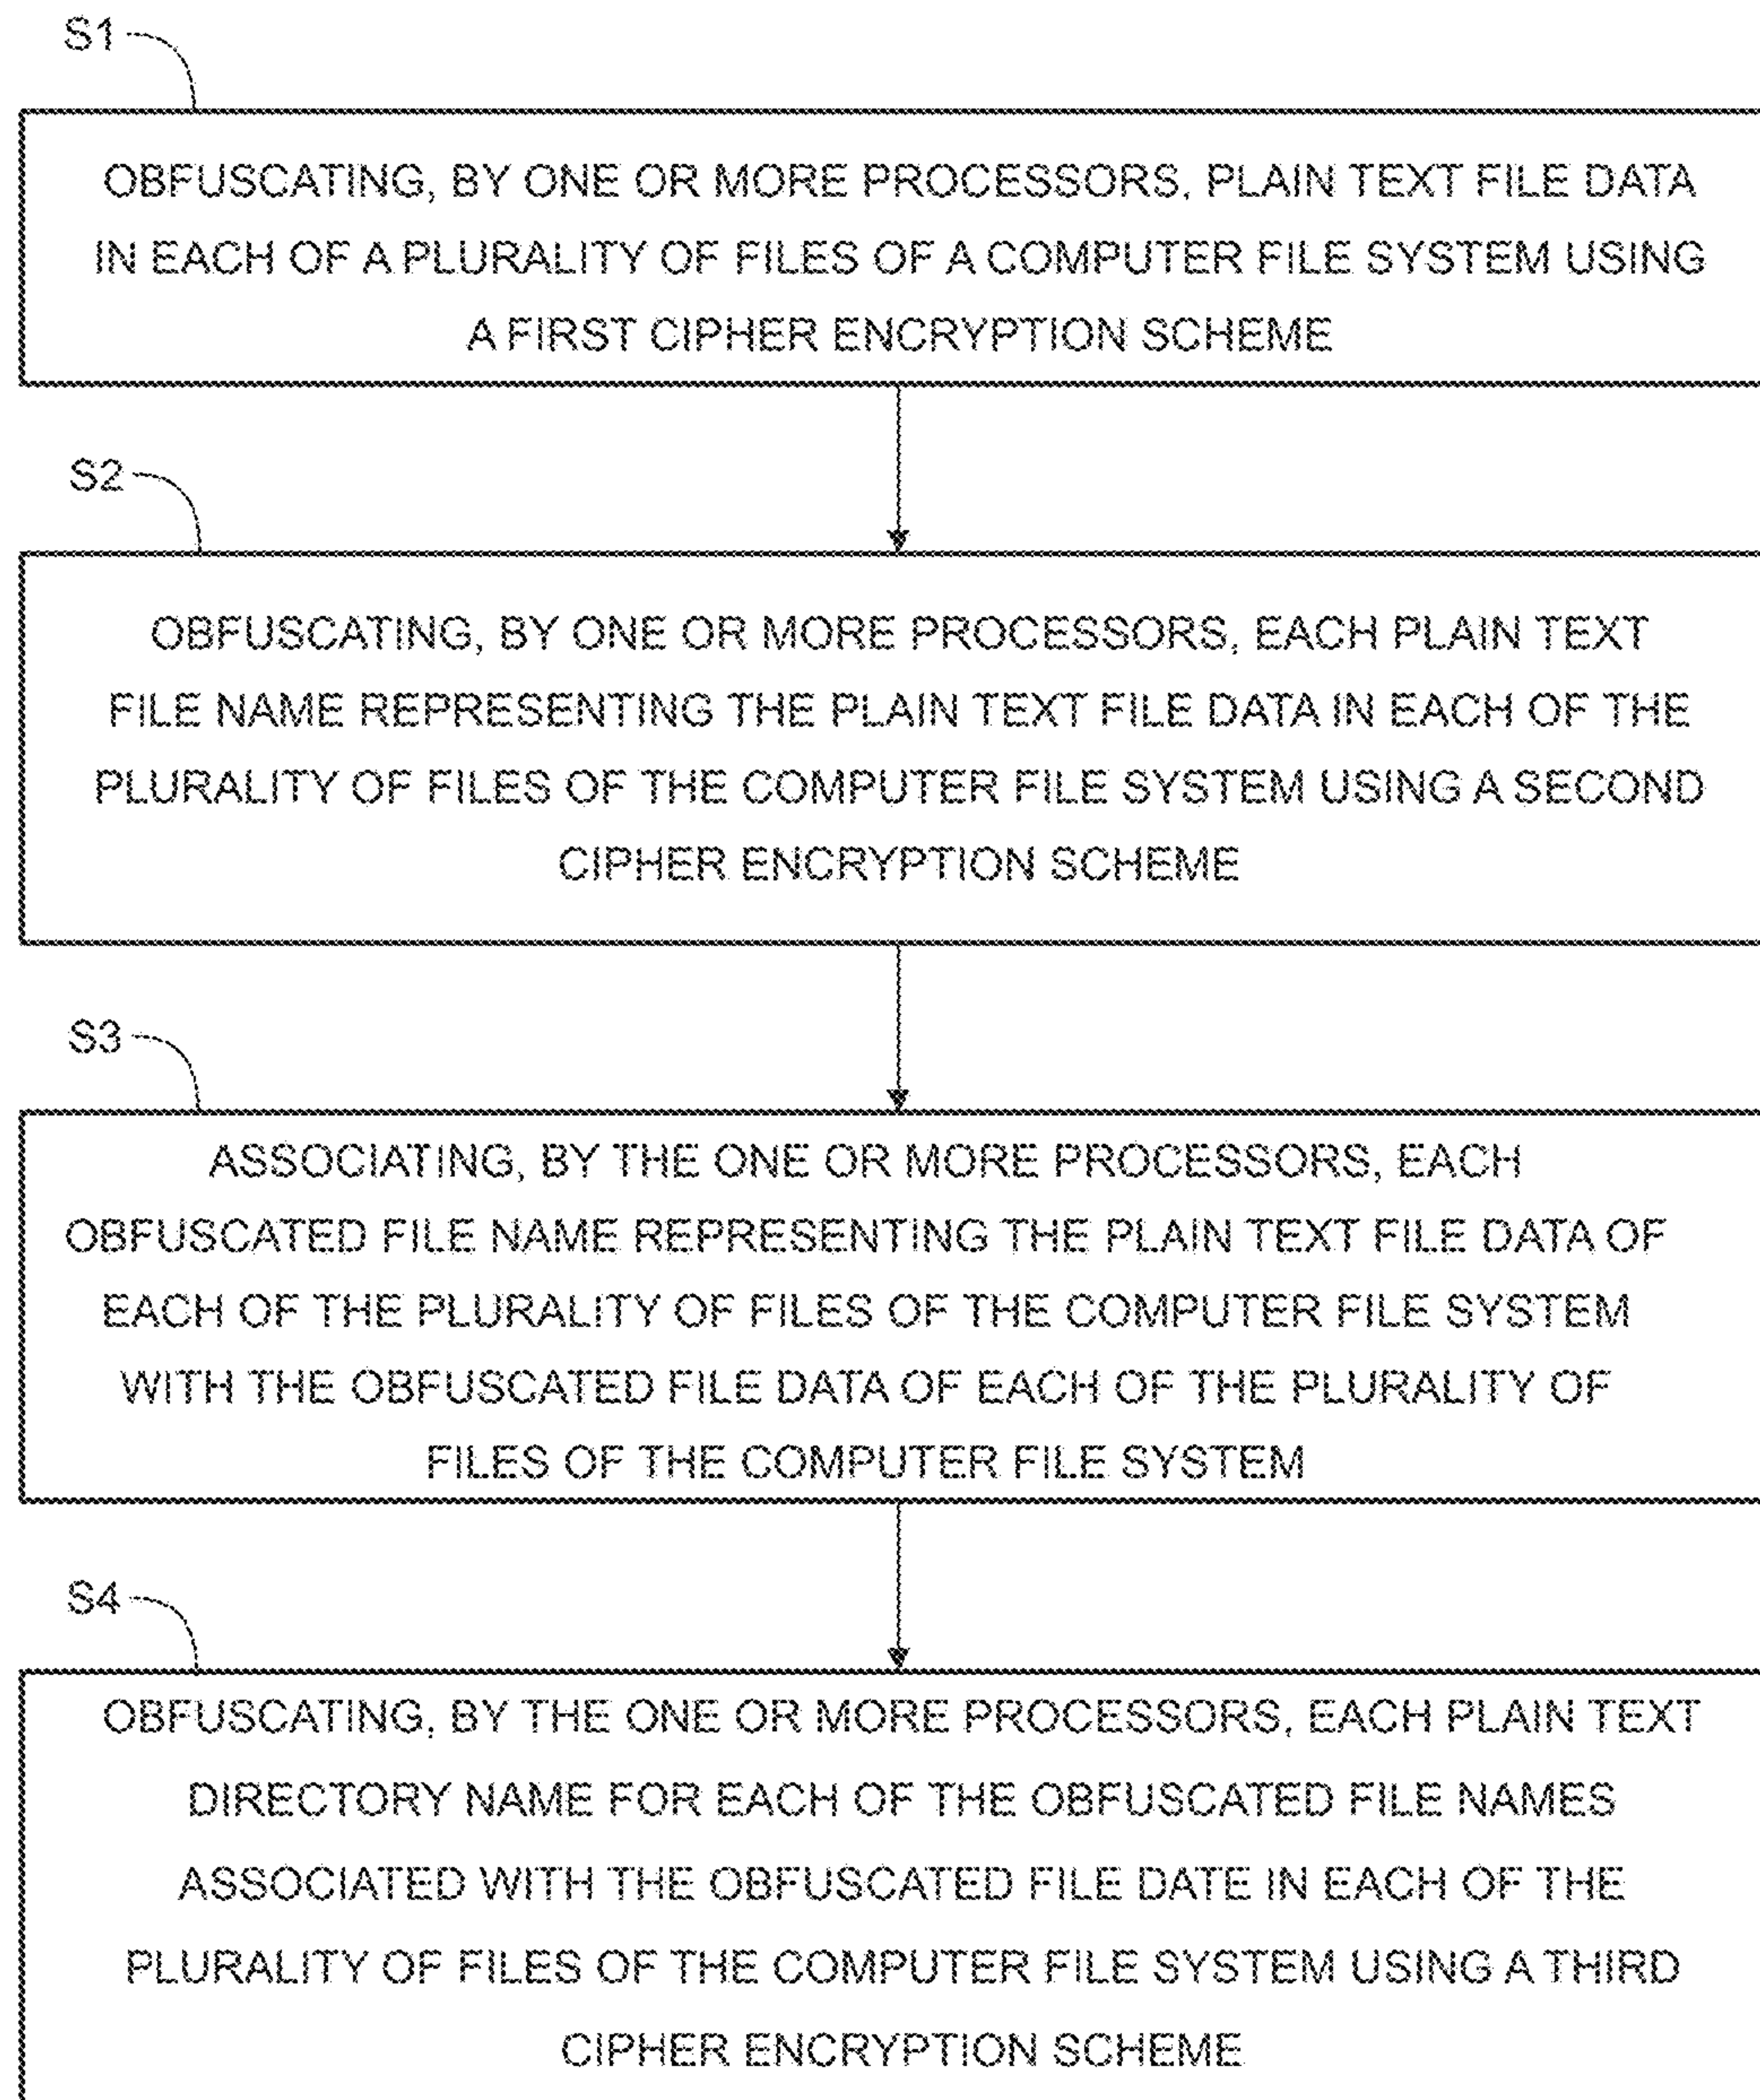 S1
OBFUSCATING, BY ONE OR MORE PROCESSORS, PLAIN TEXT FILE DATA
IN EACH OF A PLURALITY OF FILES OF A COMPUTER FILE SYSTEM USING
A FIRST CIPHER ENCRYPTION SCHEME
S2
OBFUSCATING, BY ONE OR MORE PROCESSORS, EACH PLAIN TEXT
FILE NAME REPRESENTING THE PLAIN TEXT FILE DATA IN EACH OF THE
PLURALITY OF FILES OF THE COMPUTER FILE SYSTEM USING A SECOND
CIPHER ENCRYPTION SCHEME
S3
ASSOCIATING, BY THE ONE OR MORE PROCESSORS, EACH
OBFUSCATED FILE NAME REPRESENTING THE PLAIN TEXT FILE DATA OF
EACH OF THE PLURALITY OF FILES OF THE COMPUTER FILE SYSTEM
WITH THE OBFUSCATED FILE DATA OF EACH OF THE PLURALITY OF
FILES OF THE COMPUTER FILE SYSTEM
S4
OBFUSCATING, BY THE ONE OR MORE PROCESSORS, EACH PLAIN TEXT
DIRECTORY NAME FOR EACH OF THE OBFUSCATED FILE NAMES
ASSOCIATED WITH THE OBFUSCATED FILE DATE IN EACH OF THE
PLURALITY OF FILES OF THE COMPUTER FILE SYSTEM USING A THIRD
CIPHER ENCRYPTION SCHEME